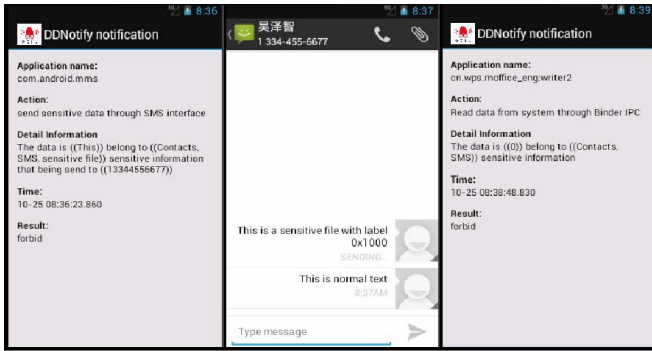 8:36
DDNotify notification
Application name:
com.android.mms
Action:
send sensitive data through SMS interface
Detail Information
The data is ((This)) belong to ((Contacts,
SMS, sensitive file)) sensitive information
that being send to ((13344556677))
Time:
10-25 08:36:23.860
Result:
forbid
8:37
吴泽智
1 334-455-6677
This is a sensitive file with label
0x1000
SENDING...
This is normal text
8:37AM
Type message
8:39
DDNotify notification
Application name:
cn.wps.moffice_eng:writer2
Action:
Read data from system through Binder IPC
Detail Information
The data is ((0)) belong to ((Contacts,
SMS)) sensitive information
Time:
10-25 08:38:48.830
Result:
forbid